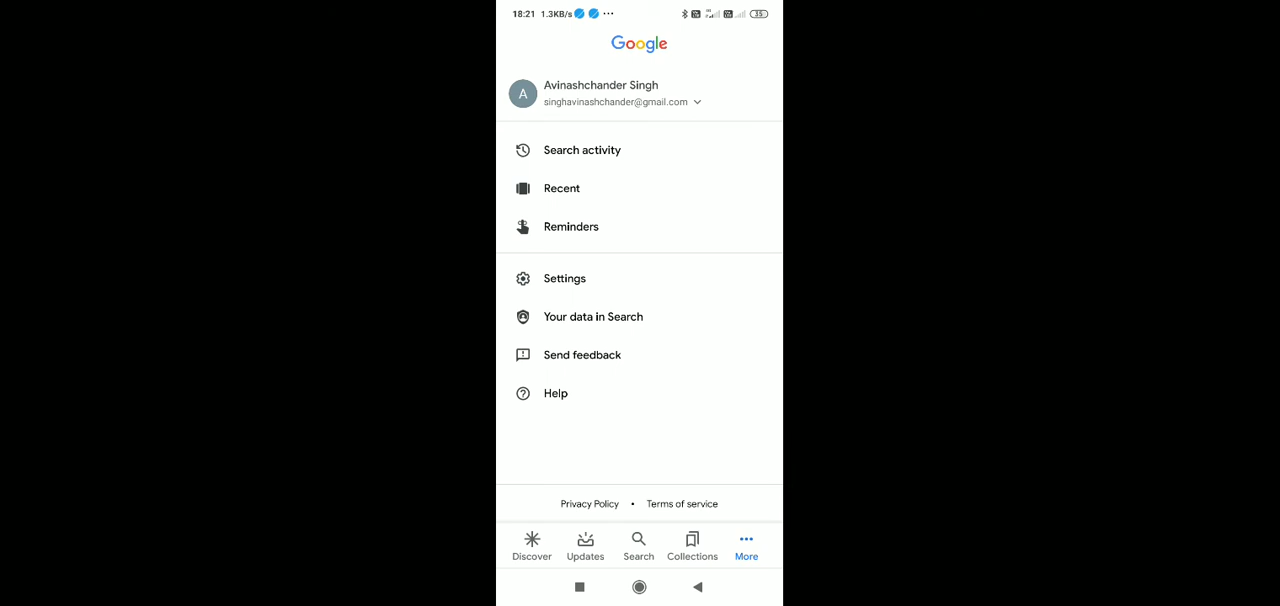 18:21 1.3KB/s
35
Google
A
Avinashchander Singh
singhavinashchander@gmail.com
Search activity
Recent
Reminders
Settings
Your data in Search
Send feedback
Help
Privacy Policy • Terms of service
Discover Updates Search Collections More